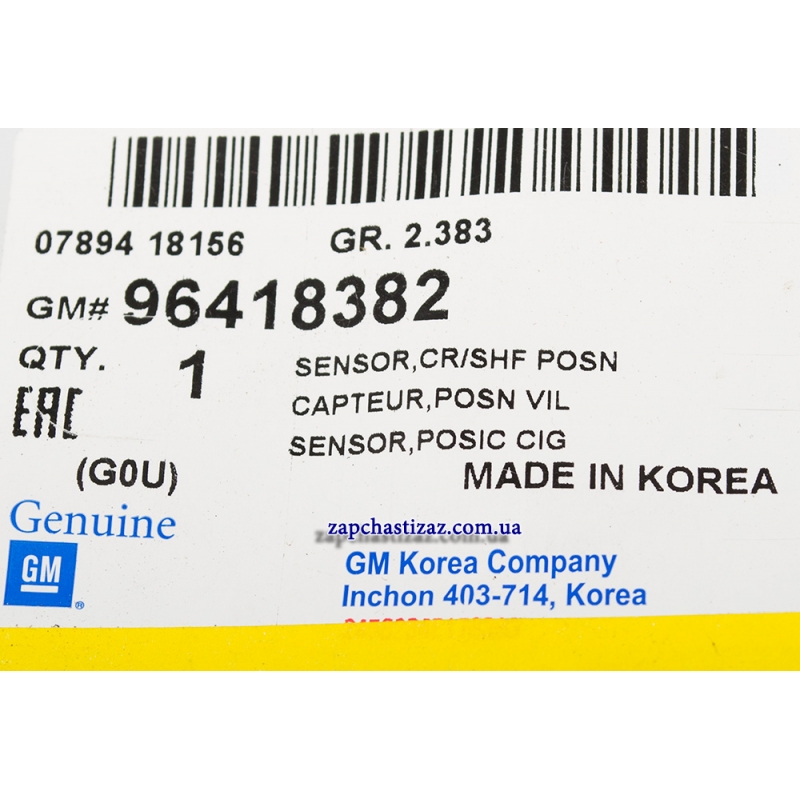 07894 18156 GR. 2.383
GM# 96418382
QTY. 1 SENSOR,CR/SHF POSN
EAC CAPTEUR,POSN VIL
SENSOR,POSIC CIG
(G0U) MADE IN KOREA
Genuine
zapchastizaz.com.ua
GM ® GM Korea Company
Inchon 403-714, Korea